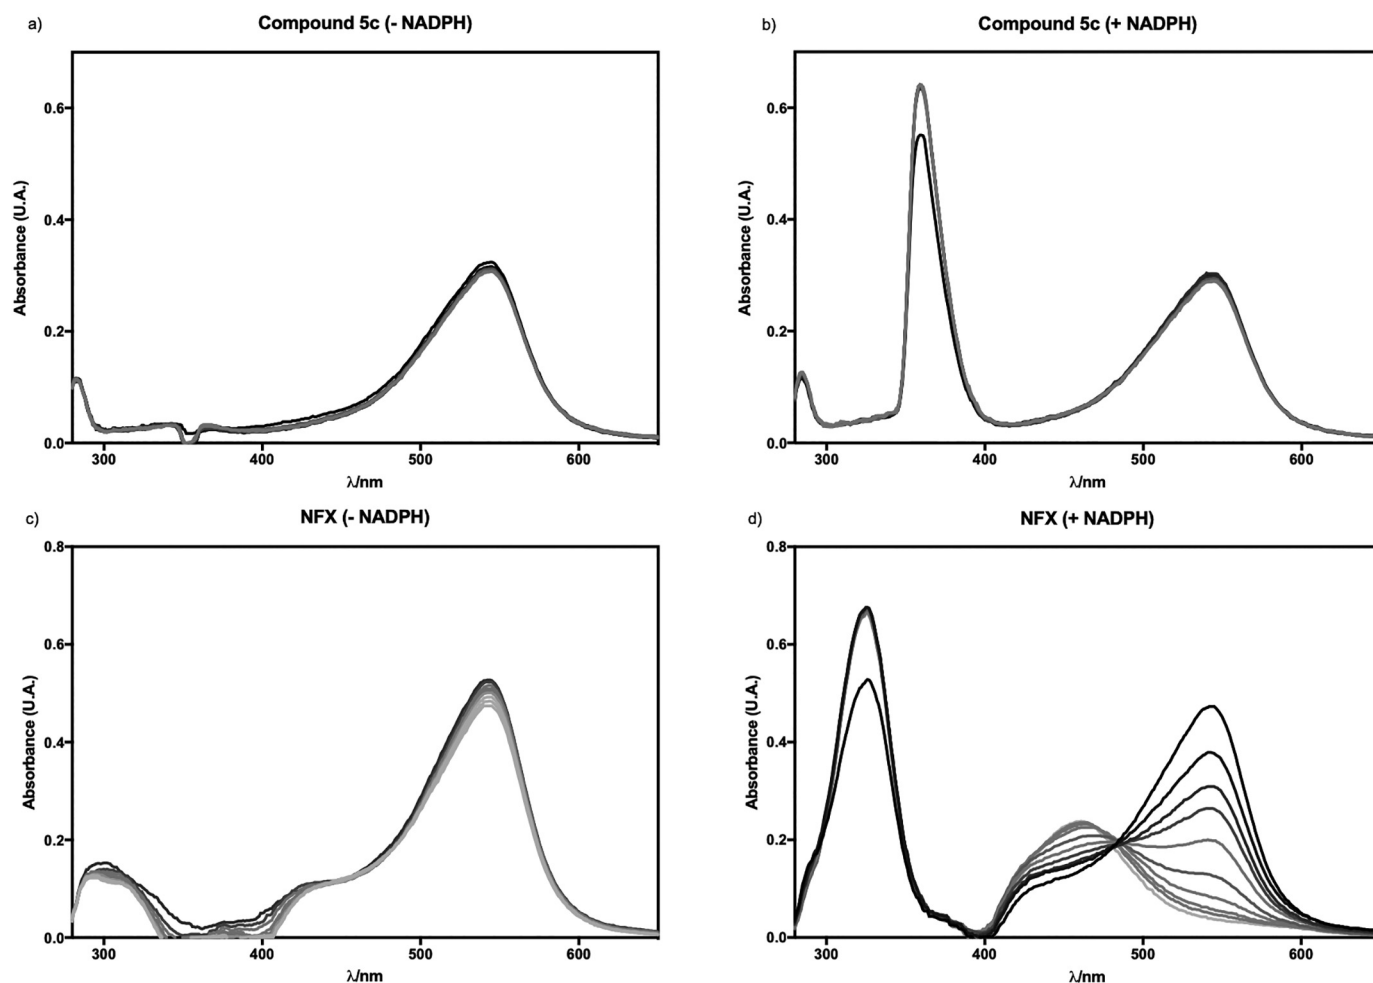 a)
Compound 5c (- NADPH)
Absorbance (U.A.)
0.6
0.4
0.2
0.0
300 400 500 600
λ/nm
b)
Compound 5c (+ NADPH)
Absorbance (U.A.)
0.6
0.4
0.2
0.0
300 400 500 600
λ/nm
c)
NFX (- NADPH)
Absorbance (U.A.)
0.8
0.6
0.4
0.2
0.0
300 400 500 600
λ/nm
d)
NFX (+ NADPH)
Absorbance (U.A.)
0.8
0.6
0.4
0.2
0.0
300 400 500 600
λ/nm